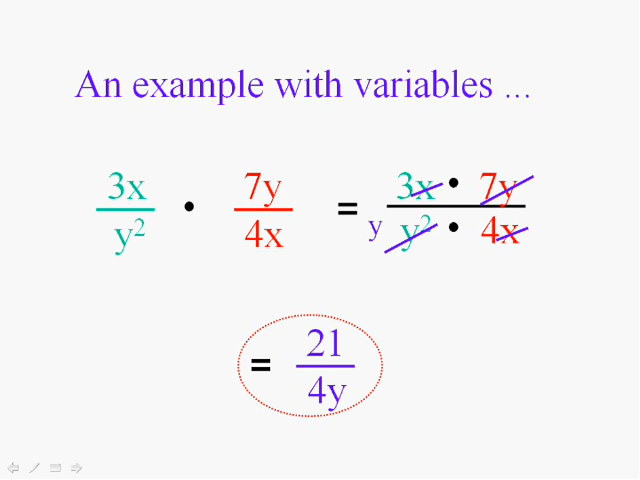 An example with variables ...
3x/y² • 7y/4x = 3x • 7y / y y² • 4x
= 21/4y